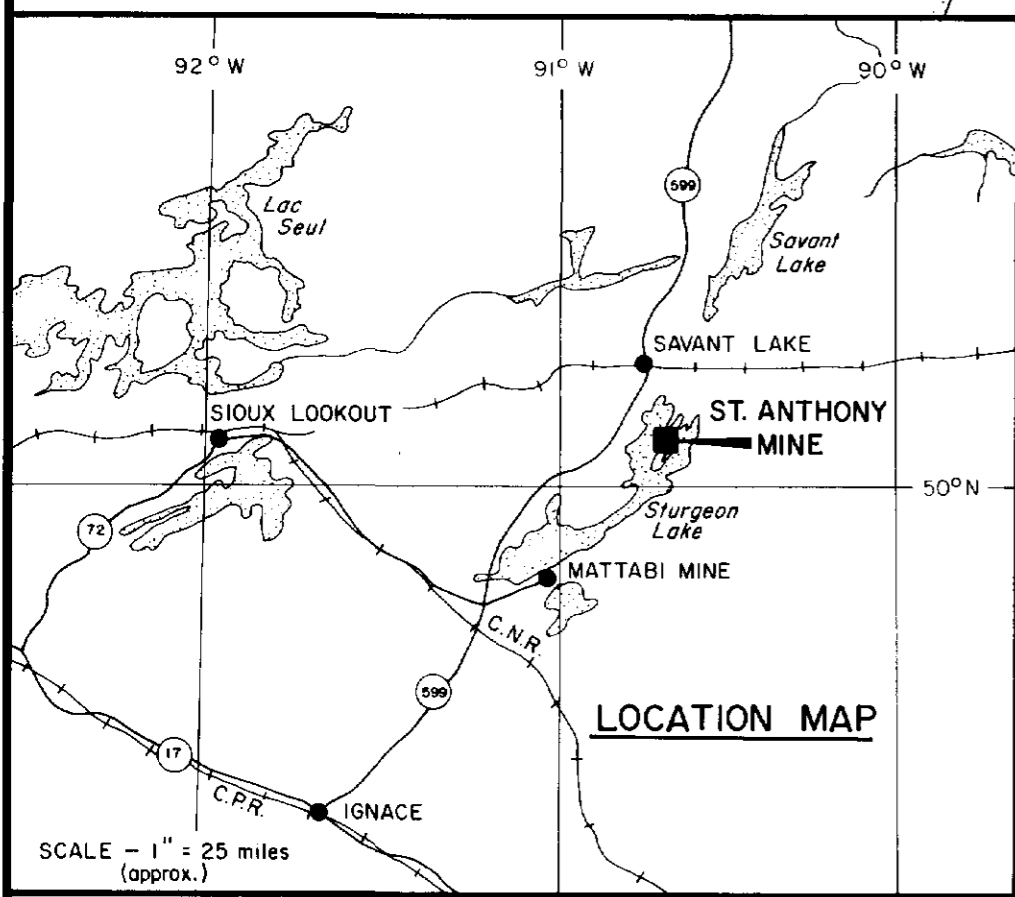 92° W
91° W
90° W
599
Lac
Seul
Savant
Lake
SAVANT LAKE
SIOUX LOOKOUT
ST. ANTHONY
MINE
50° N
Sturgeon
Lake
72
MATTABI MINE
C.N.R.
599
LOCATION MAP
17
C.P.R.
IGNACE
SCALE – 1" = 25 miles
(approx.)